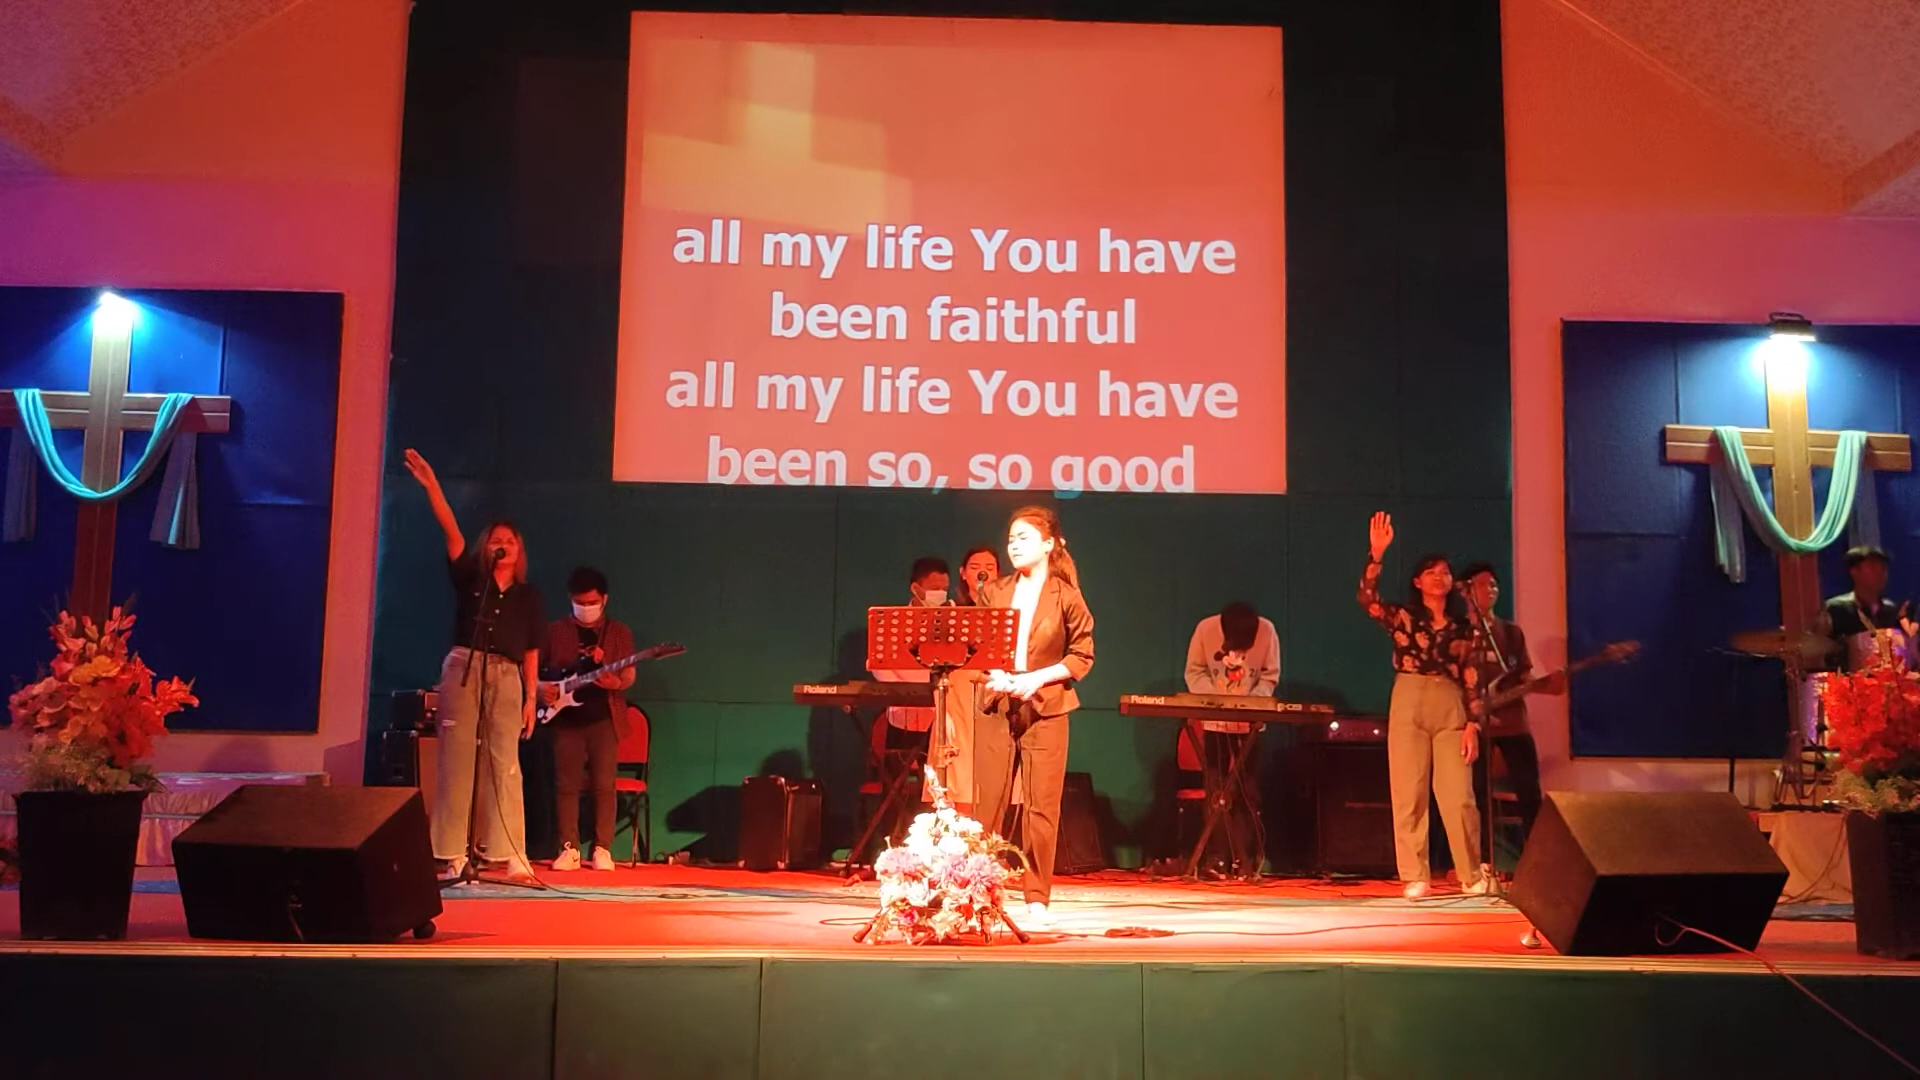 all my life You have
been faithful
all my life You have
been so, so good
Roland
Roland